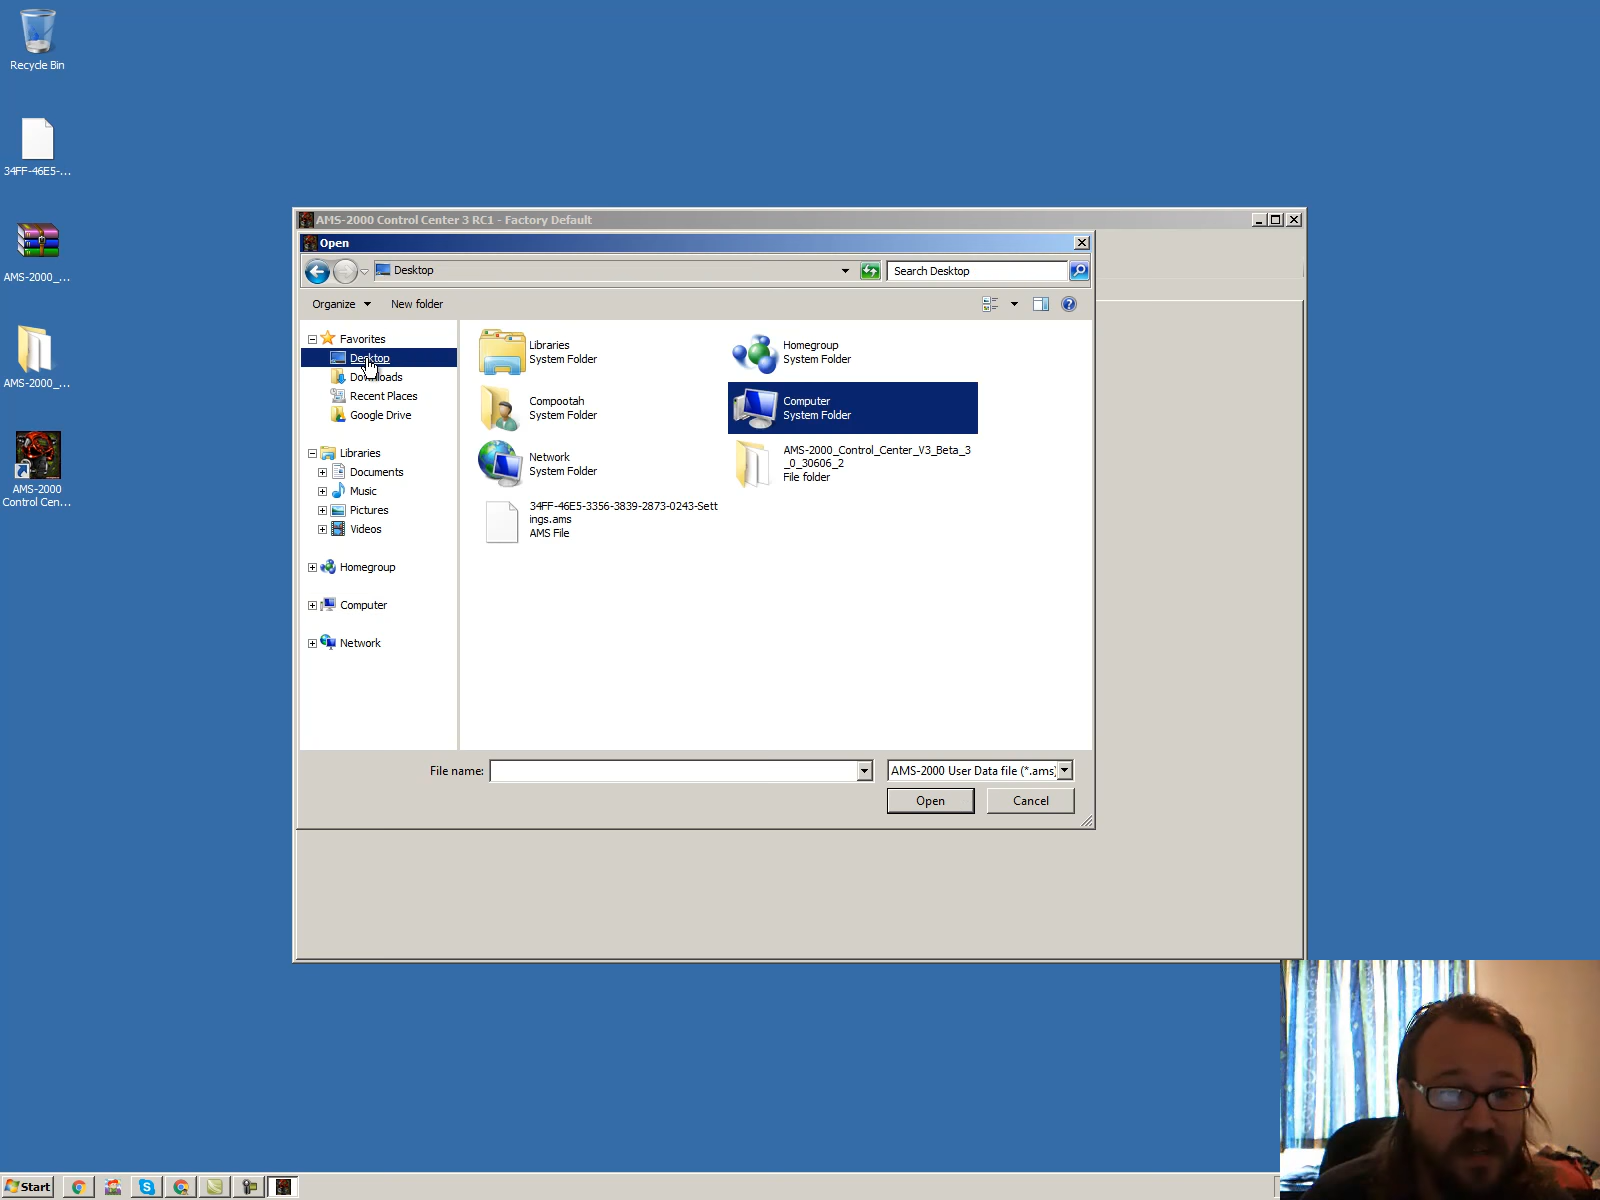 Recycle Bin
34FF-46E5-...
AMS-2000_...
AMS-2000_...
AMS-2000
Control Cen...
AMS-2000 Control Center 3 RC1 - Factory Default
Open
Desktop
Search Desktop
Organize
New folder
Favorites
Desktop
Downloads
Recent Places
Google Drive
Libraries
Documents
Music
Pictures
Videos
Homegroup
Computer
Network
Libraries
System Folder
Homegroup
System Folder
Compootah
System Folder
Computer
System Folder
Network
System Folder
AMS-2000_Control_Center_V3_Beta_3
_0_30606_2
File folder
34FF-46E5-3356-3839-2873-0243-Sett
ings.ams
AMS File
File name:
AMS-2000 User Data file (*.ams)
Open
Cancel
Start